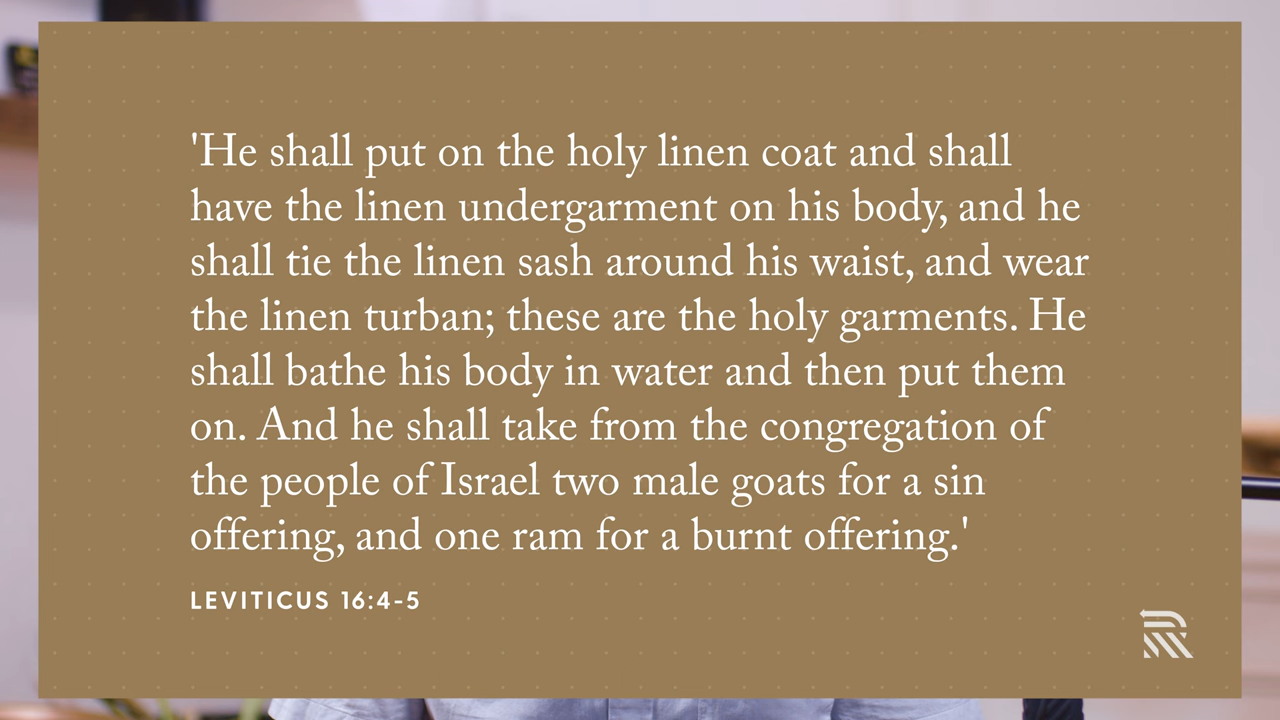 'He shall put on the holy linen coat and shall
have the linen undergarment on his body, and he
shall tie the linen sash around his waist, and wear
the linen turban; these are the holy garments. He
shall bathe his body in water and then put them
on. And he shall take from the congregation of
the people of Israel two male goats for a sin
offering, and one ram for a burnt offering.'
LEVITICUS 16:4-5